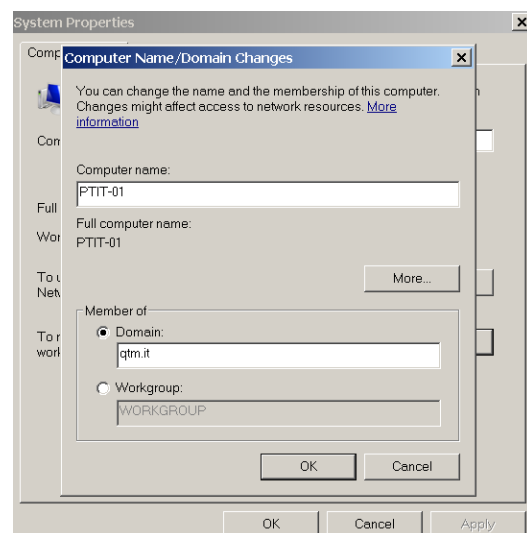 System Properties
Computer Name/Domain Changes
You can change the name and the membership of this computer.
Changes might affect access to network resources. More
information
Computer name:
PTIT-01
Full computer name:
PTIT-01
More...
Member of
Domain:
qtm.it
Workgroup:
WORKGROUP
OK Cancel
Full
To
OK Cancel Apply